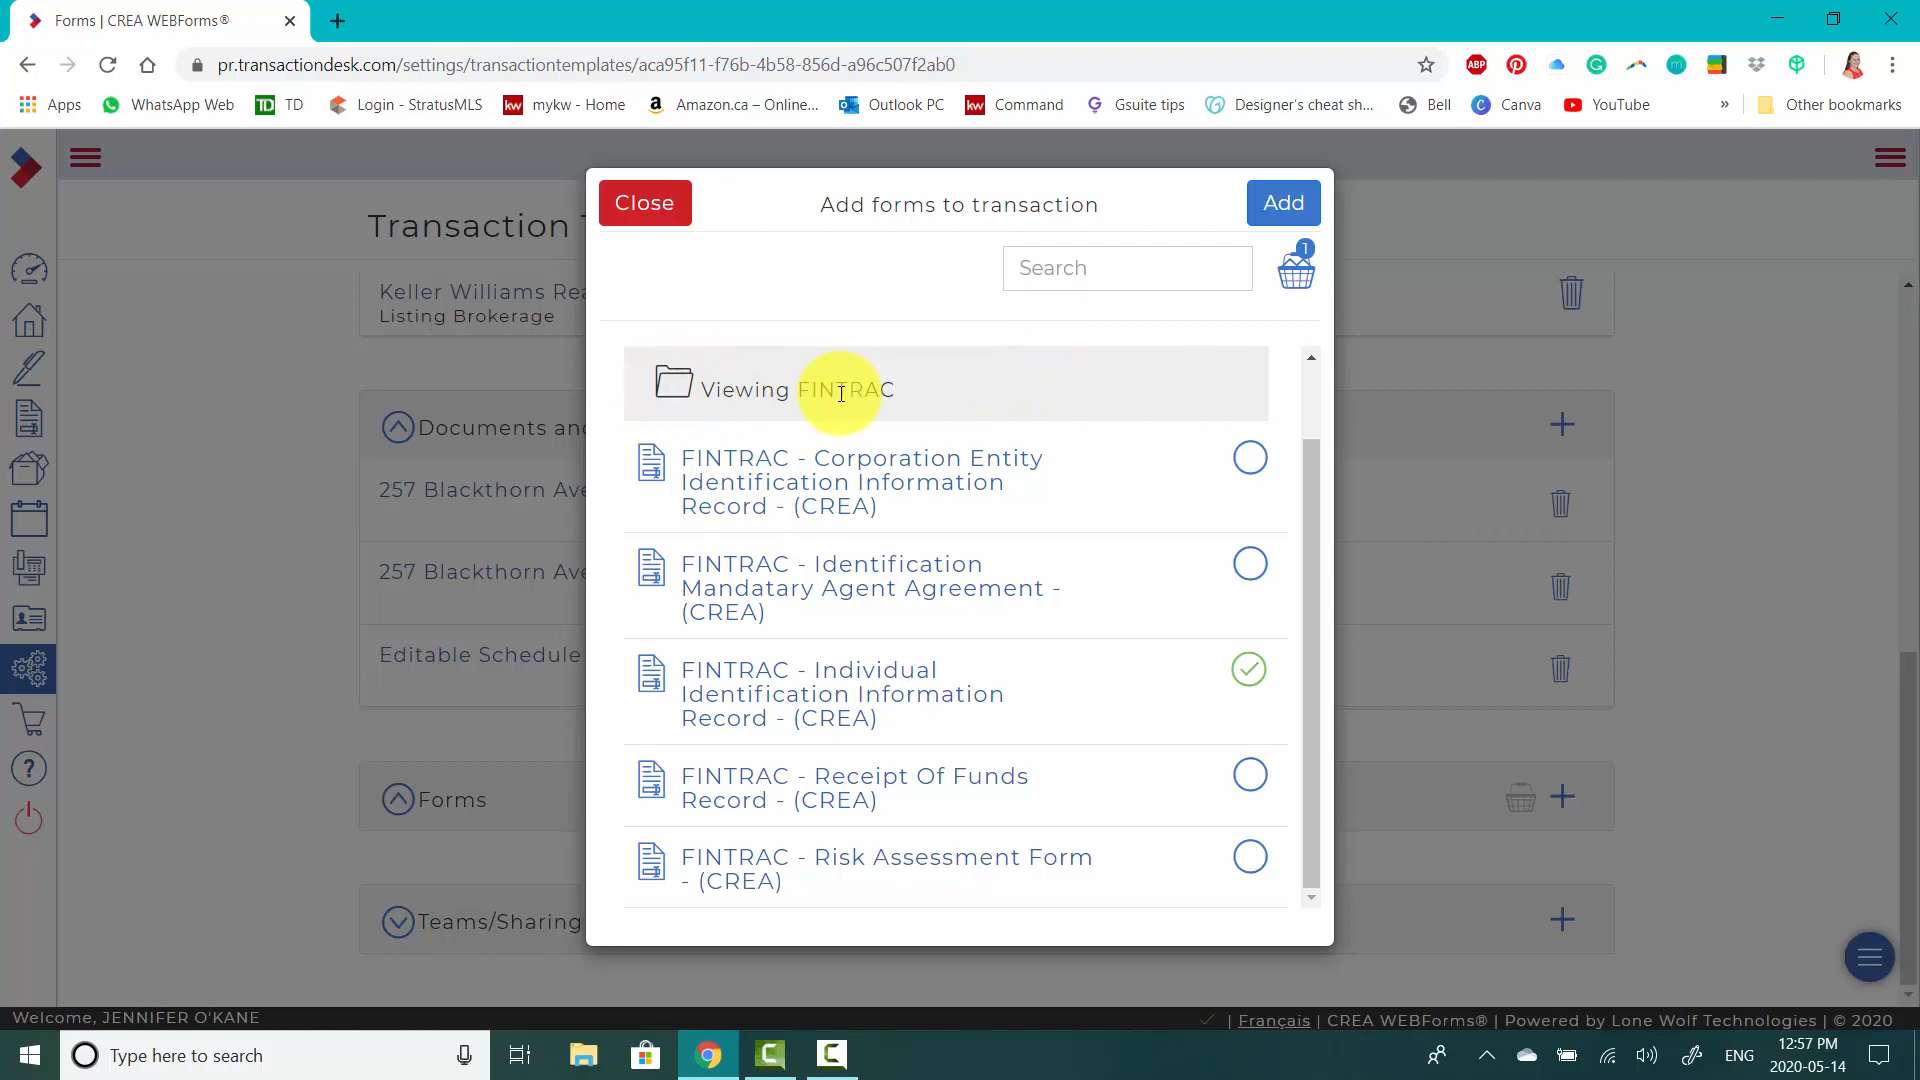 Forms | CREA WEBForms®
pr.transactiondesk.com/settings/transactiontemplates/aca95f11-f76b-4b58-856d-a96c507f2ab0
ABP
Apps WhatsApp Web TD TD Login - StratusMLS kw mykw - Home Amazon.ca – Online... Outlook PC kw Command Gsuite tips Designer's cheat sh... Bell Canva YouTube » Other bookmarks
Close Add forms to transaction Add
Transaction T
Search 1
Keller Williams Rea
Listing Brokerage
Viewing FINTRAC
Documents and
FINTRAC - Corporation Entity
Identification Information
Record - (CREA)
257 Blackthorn Ave
FINTRAC - Identification
Mandatary Agent Agreement -
(CREA)
257 Blackthorn Ave
FINTRAC - Individual
Identification Information
Record - (CREA)
Editable Schedule
FINTRAC - Receipt Of Funds
Record - (CREA)
Forms
FINTRAC - Risk Assessment Form
- (CREA)
Teams/Sharing
Welcome, JENNIFER O'KANE
| Français | CREA WEBForms® | Powered by Lone Wolf Technologies | © 2020
Type here to search
ENG
12:57 PM
2020-05-14